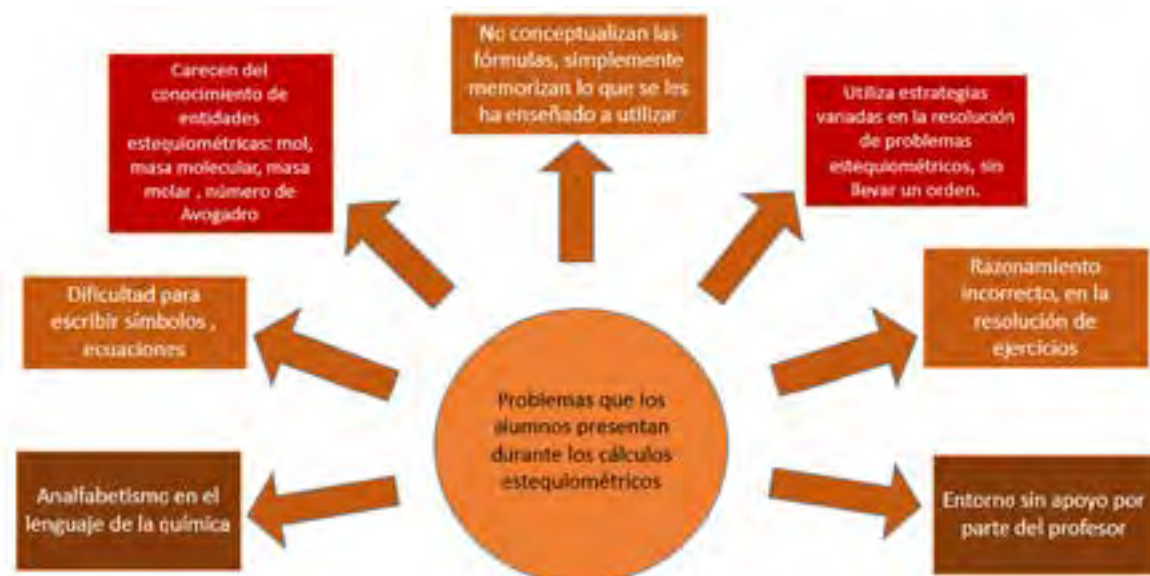 No conceptualizan las
fórmulas, simplemente
memorizan lo que se les
ha enseñado a utilizar
Carecen del
conocimiento de
entidades
estequiométricas: mol,
masa molecular, masa
molar , número de
Avogadro
Utiliza estrategias
variadas en la resolución
de problemas
estequiométricos, sin
llevar un orden.
Dificultad para
escribir símbolos ,
ecuaciones
Razonamiento
incorrecto, en la
resolución de
ejercicios
Problemas que los
alumnos presentan
durante los cálculos
estequiométricos
Analfabetismo en el
lenguaje de la química
Entorno sin apoyo por
parte del profesor